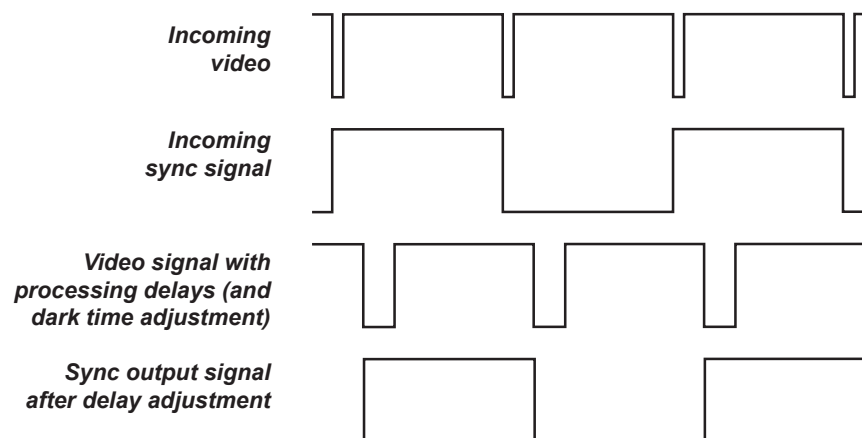 Incoming
video
Incoming
sync signal
Video signal with
processing delays (and
dark time adjustment)
Sync output signal
after delay adjustment